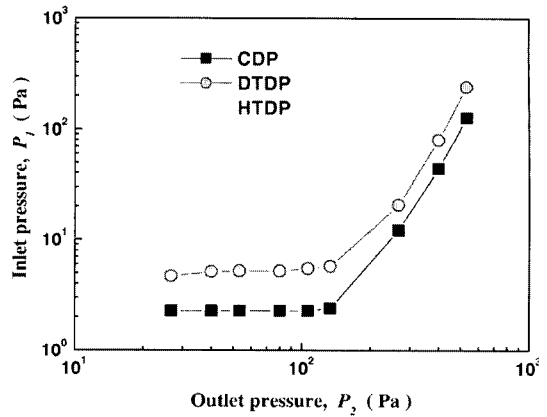 10³
CDP
DTDP
HTDP
10²
10¹
10⁰
Inlet pressure, P₁ ( Pa )
10¹
10²
10³
Outlet pressure, P₂ ( Pa )